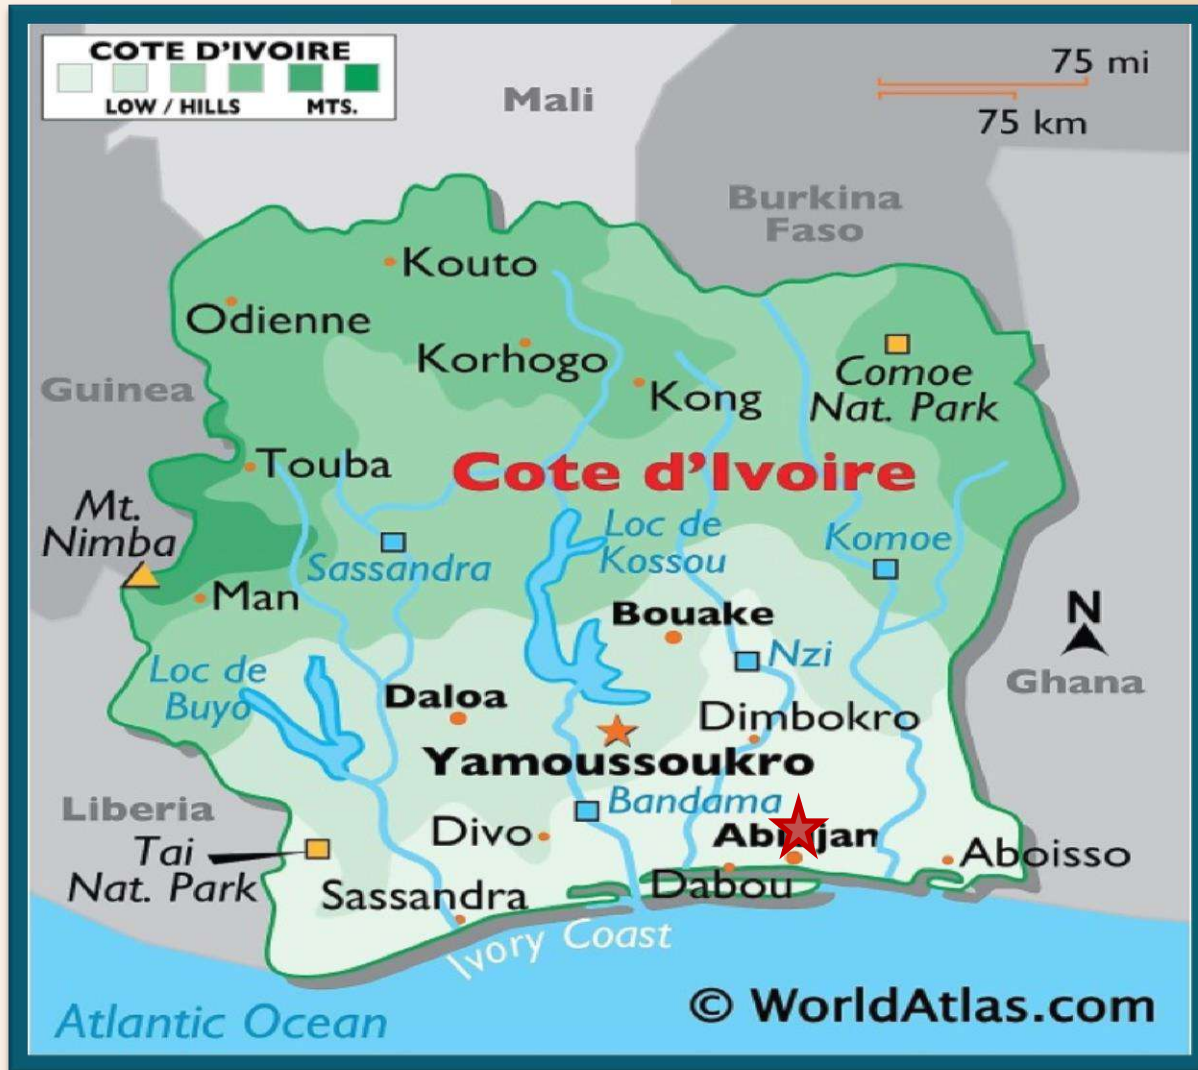 COTE D'IVOIRE
LOW / HILLS
MTS.
75 mi
75 km
Mali
Burkina
Faso
Kouto
Odienne
Korhogo
Kong
Comoe
Nat. Park
Guinea
Touba
Cote d'Ivoire
Mt.
Nimba
Sassandra
Loc de
Kossou
Komoe
Man
Bouake
N
Nzi
Ghana
Loc de
Buyo
Daloa
Dimbokro
Yamoussoukro
Liberia
Bandama
Divo
Abidjan
Aboisso
Tai
Nat. Park
Sassandra
Dabou
Ivory Coast
Atlantic Ocean
© WorldAtlas.com